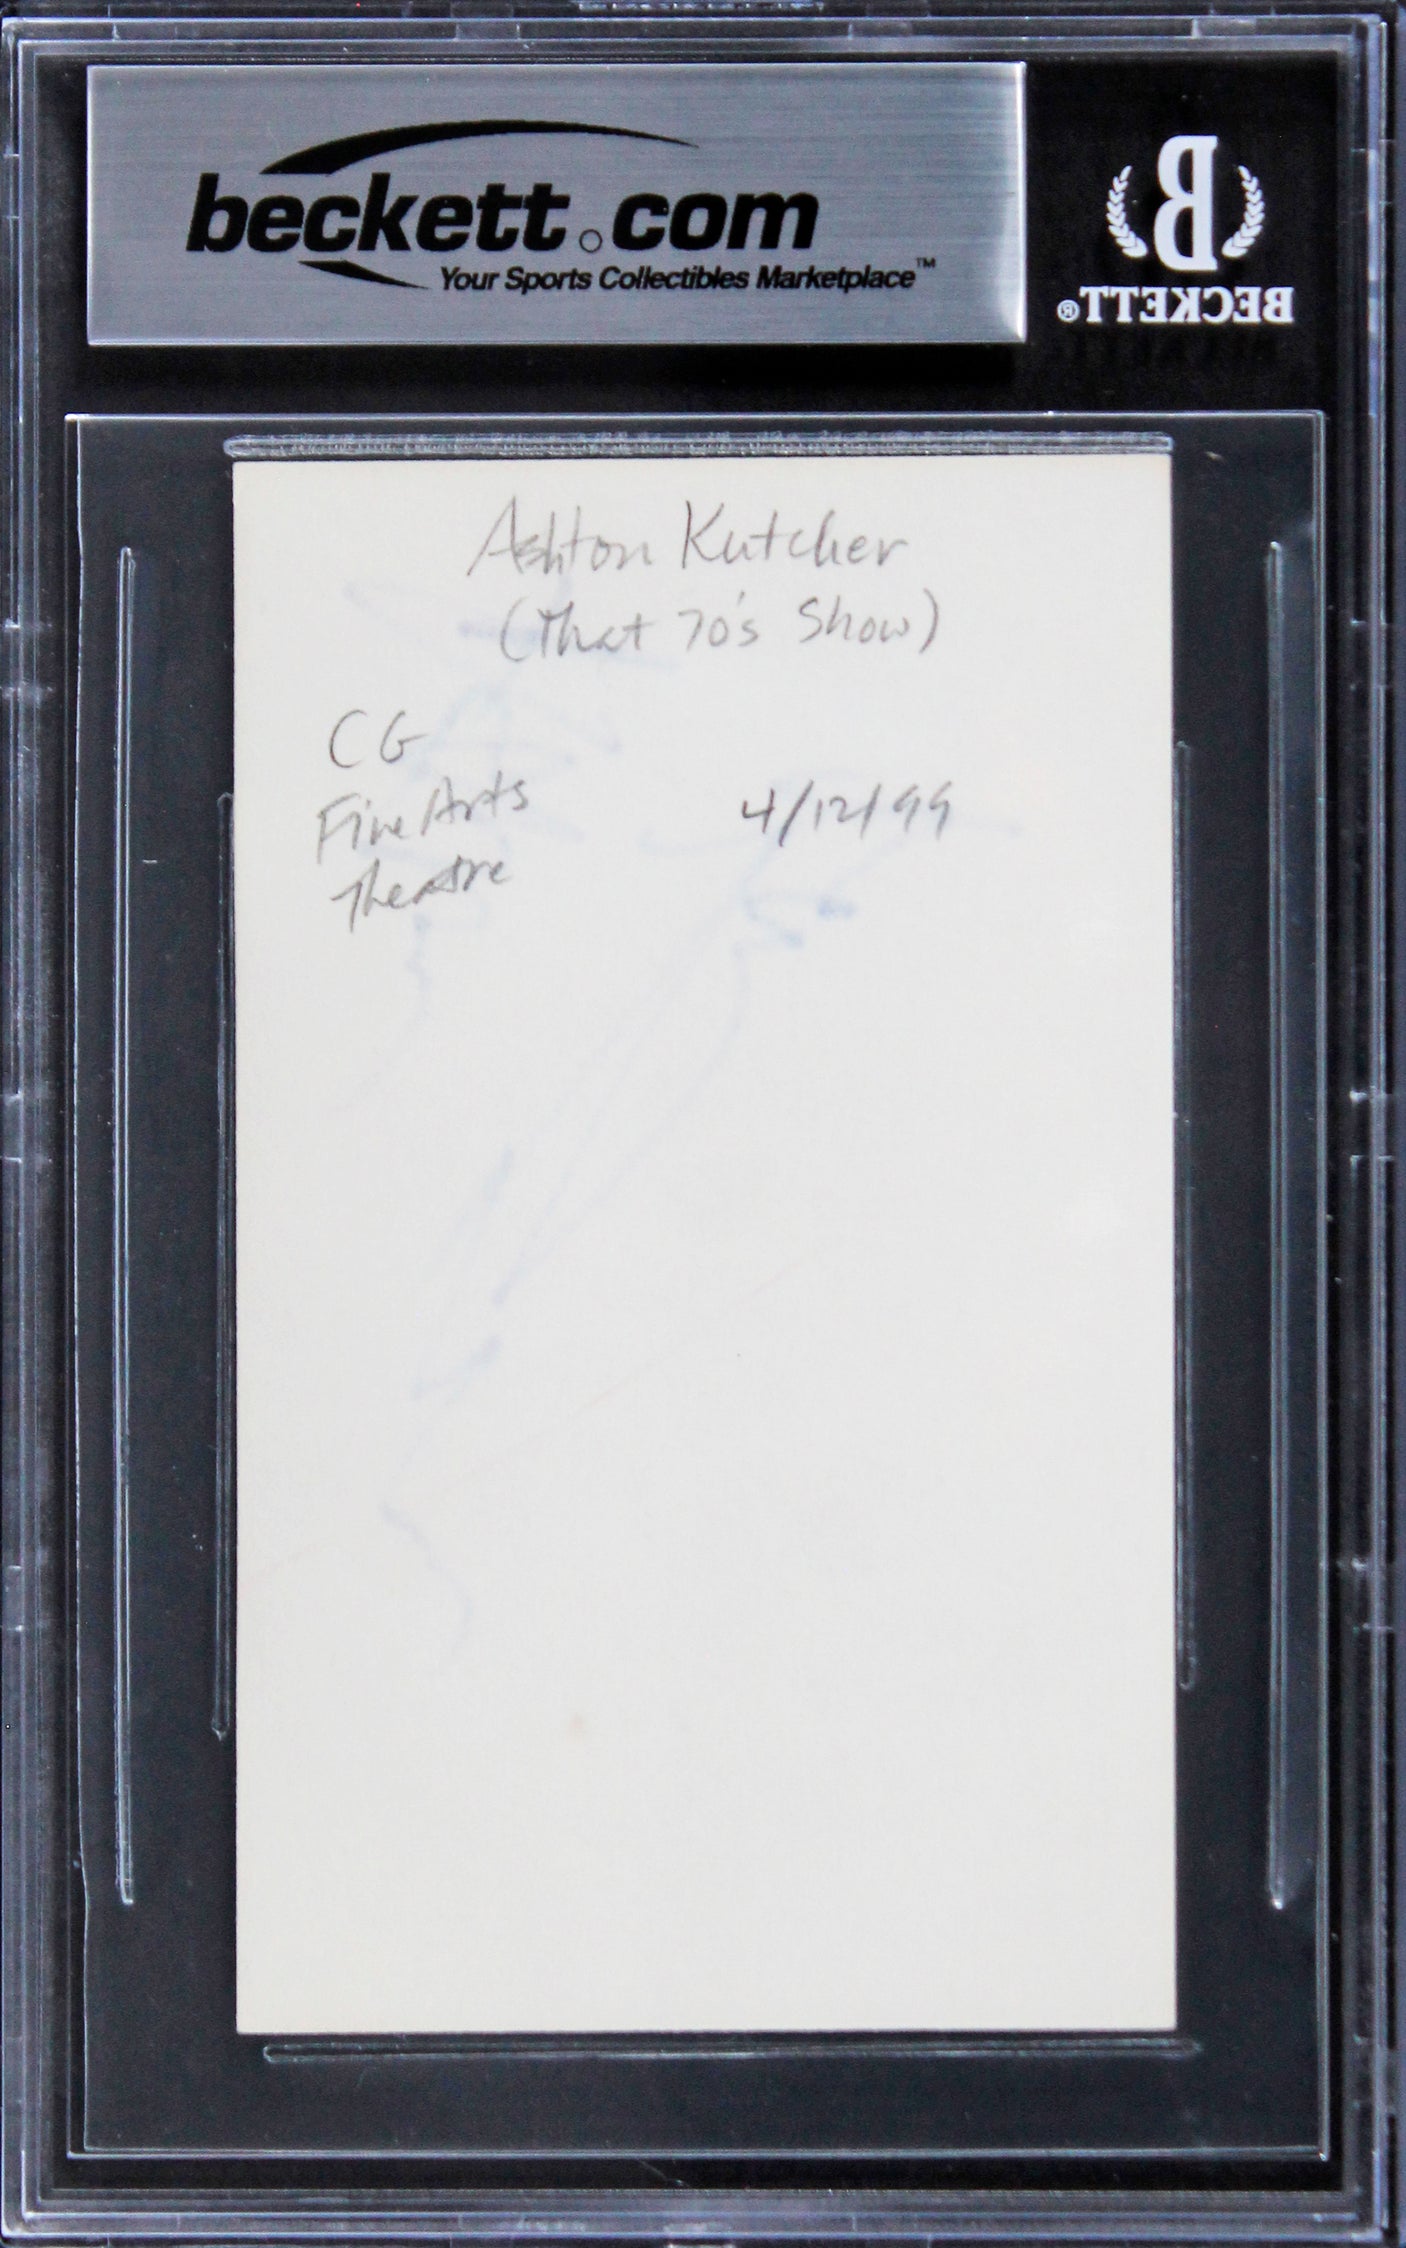 beckett.com
Your Sports Collectibles Marketplace™
B
BECKETT®
Ashton Kutcher
(That 70's Show)
CG
Fine Arts
Theatre
4/12/99